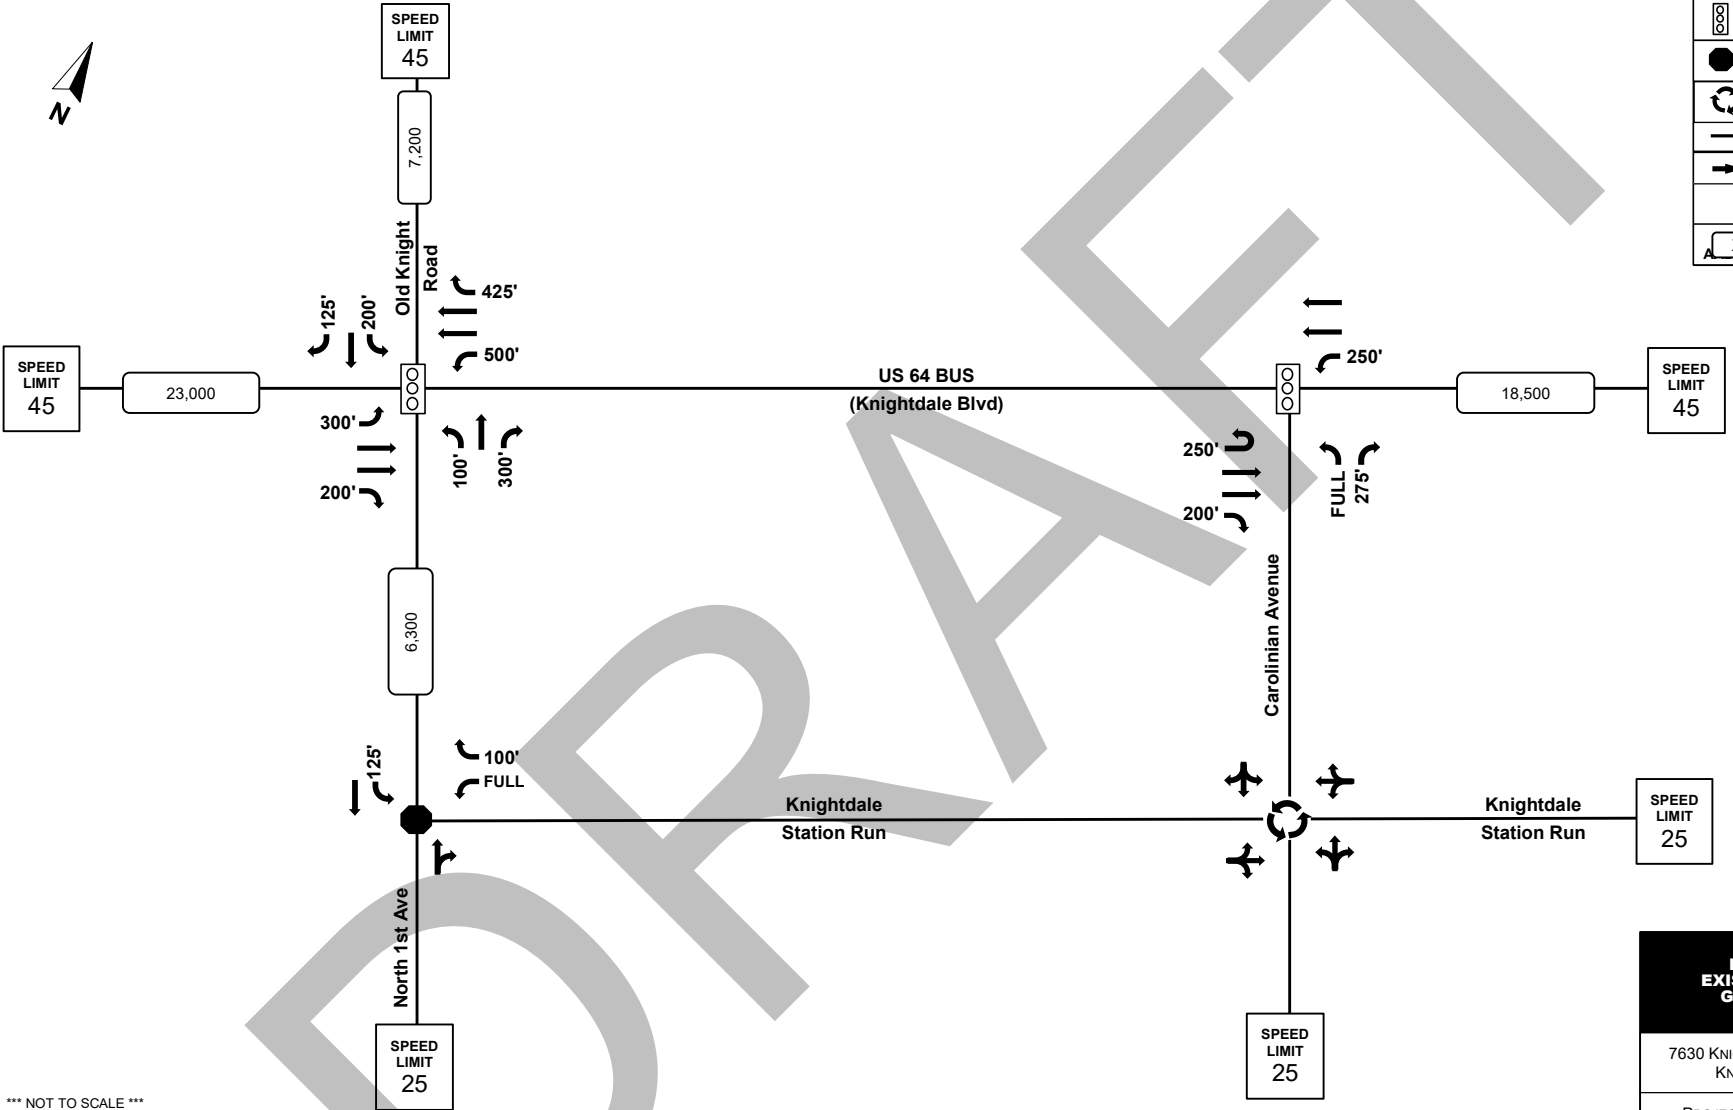 SPEED
LIMIT
45
N
7,200
Old Knight
Road
125'
200'
425'
500'
SPEED
LIMIT
45
23,000
300'
200'
100'
300'
US 64 BUS
(Knightdale Blvd)
250'
18,500
SPEED
LIMIT
45
250'
200'
FULL
275'
6,300
Carolinian Avenue
125'
100'
FULL
Knightdale
Station Run
Knightdale
Station Run
SPEED
LIMIT
25
North 1st Ave
SPEED
LIMIT
25
SPEED
LIMIT
25
7630
*** NOT TO SCALE ***
DRAFT